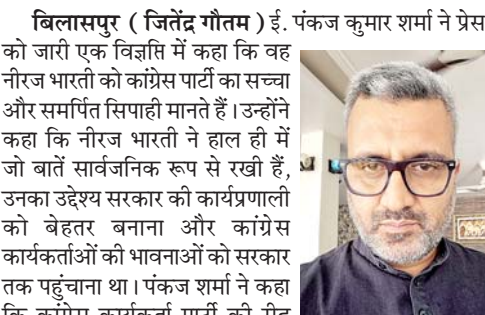 बिलासपुर ( जितेंद्र गौतम ) ई. पंकज कुमार शर्मा ने प्रेस
को जारी एक विज्ञप्ति में कहा कि वह
नीरज भारती को कांग्रेस पार्टी का सच्चा
और समर्पित सिपाही मानते हैं। उन्होंने
कहा कि नीरज भारती ने हाल ही में
जो बातें सार्वजनिक रूप से रखी हैं,
उनका उद्देश्य सरकार की कार्यप्रणाली
को बेहतर बनाना और कांग्रेस
कार्यकर्ताओं की भावनाओं को सरकार
तक पहुंचाना था। पंकज शर्मा ने कहा
कि कांग्रेस कार्यकर्ता पार्टी की रीढ़